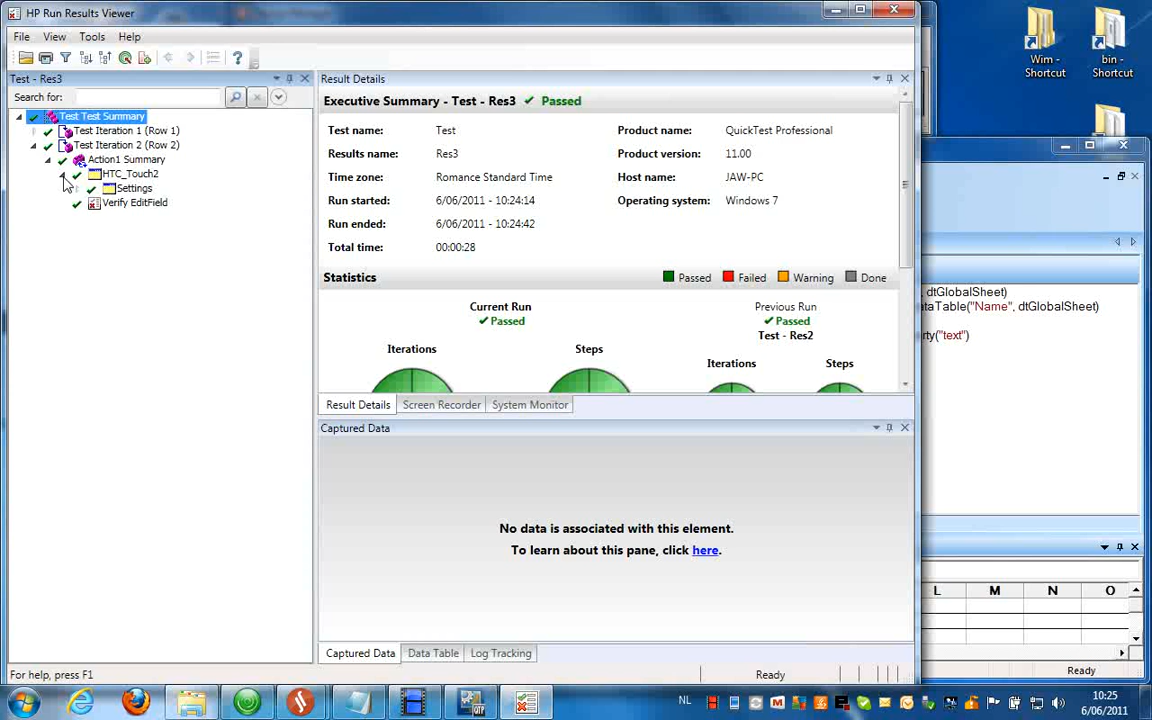 HP Run Results Viewer
File View Tools Help
Test - Res3
Search for:
Test Test Summary
Test Iteration 1 (Row 1)
Test Iteration 2 (Row 2)
Action1 Summary
HTC_Touch2
Settings
Verify EditField
Result Details
Executive Summary - Test - Res3 Passed
Test name: Test
Product name: QuickTest Professional
Results name: Res3
Product version: 11.00
Time zone: Romance Standard Time
Host name: JAW-PC
Run started: 6/06/2011 - 10:24:14
Operating system: Windows 7
Run ended: 6/06/2011 - 10:24:42
Total time: 00:00:28
Statistics
Passed Failed Warning Done
Current Run
Passed
Previous Run
Passed
Test - Res2
Iterations Steps Iterations Steps
Result Details Screen Recorder System Monitor
Captured Data
No data is associated with this element.
To learn about this pane, click here.
Captured Data Data Table Log Tracking
For help, press F1
Ready
Wim -
Shortcut
bin -
Shortcut
, dtGlobalSheet)
ataTable("Name", dtGlobalSheet)
rty("text")
L M N O
Ready
QTP
NL
10:25
6/06/2011